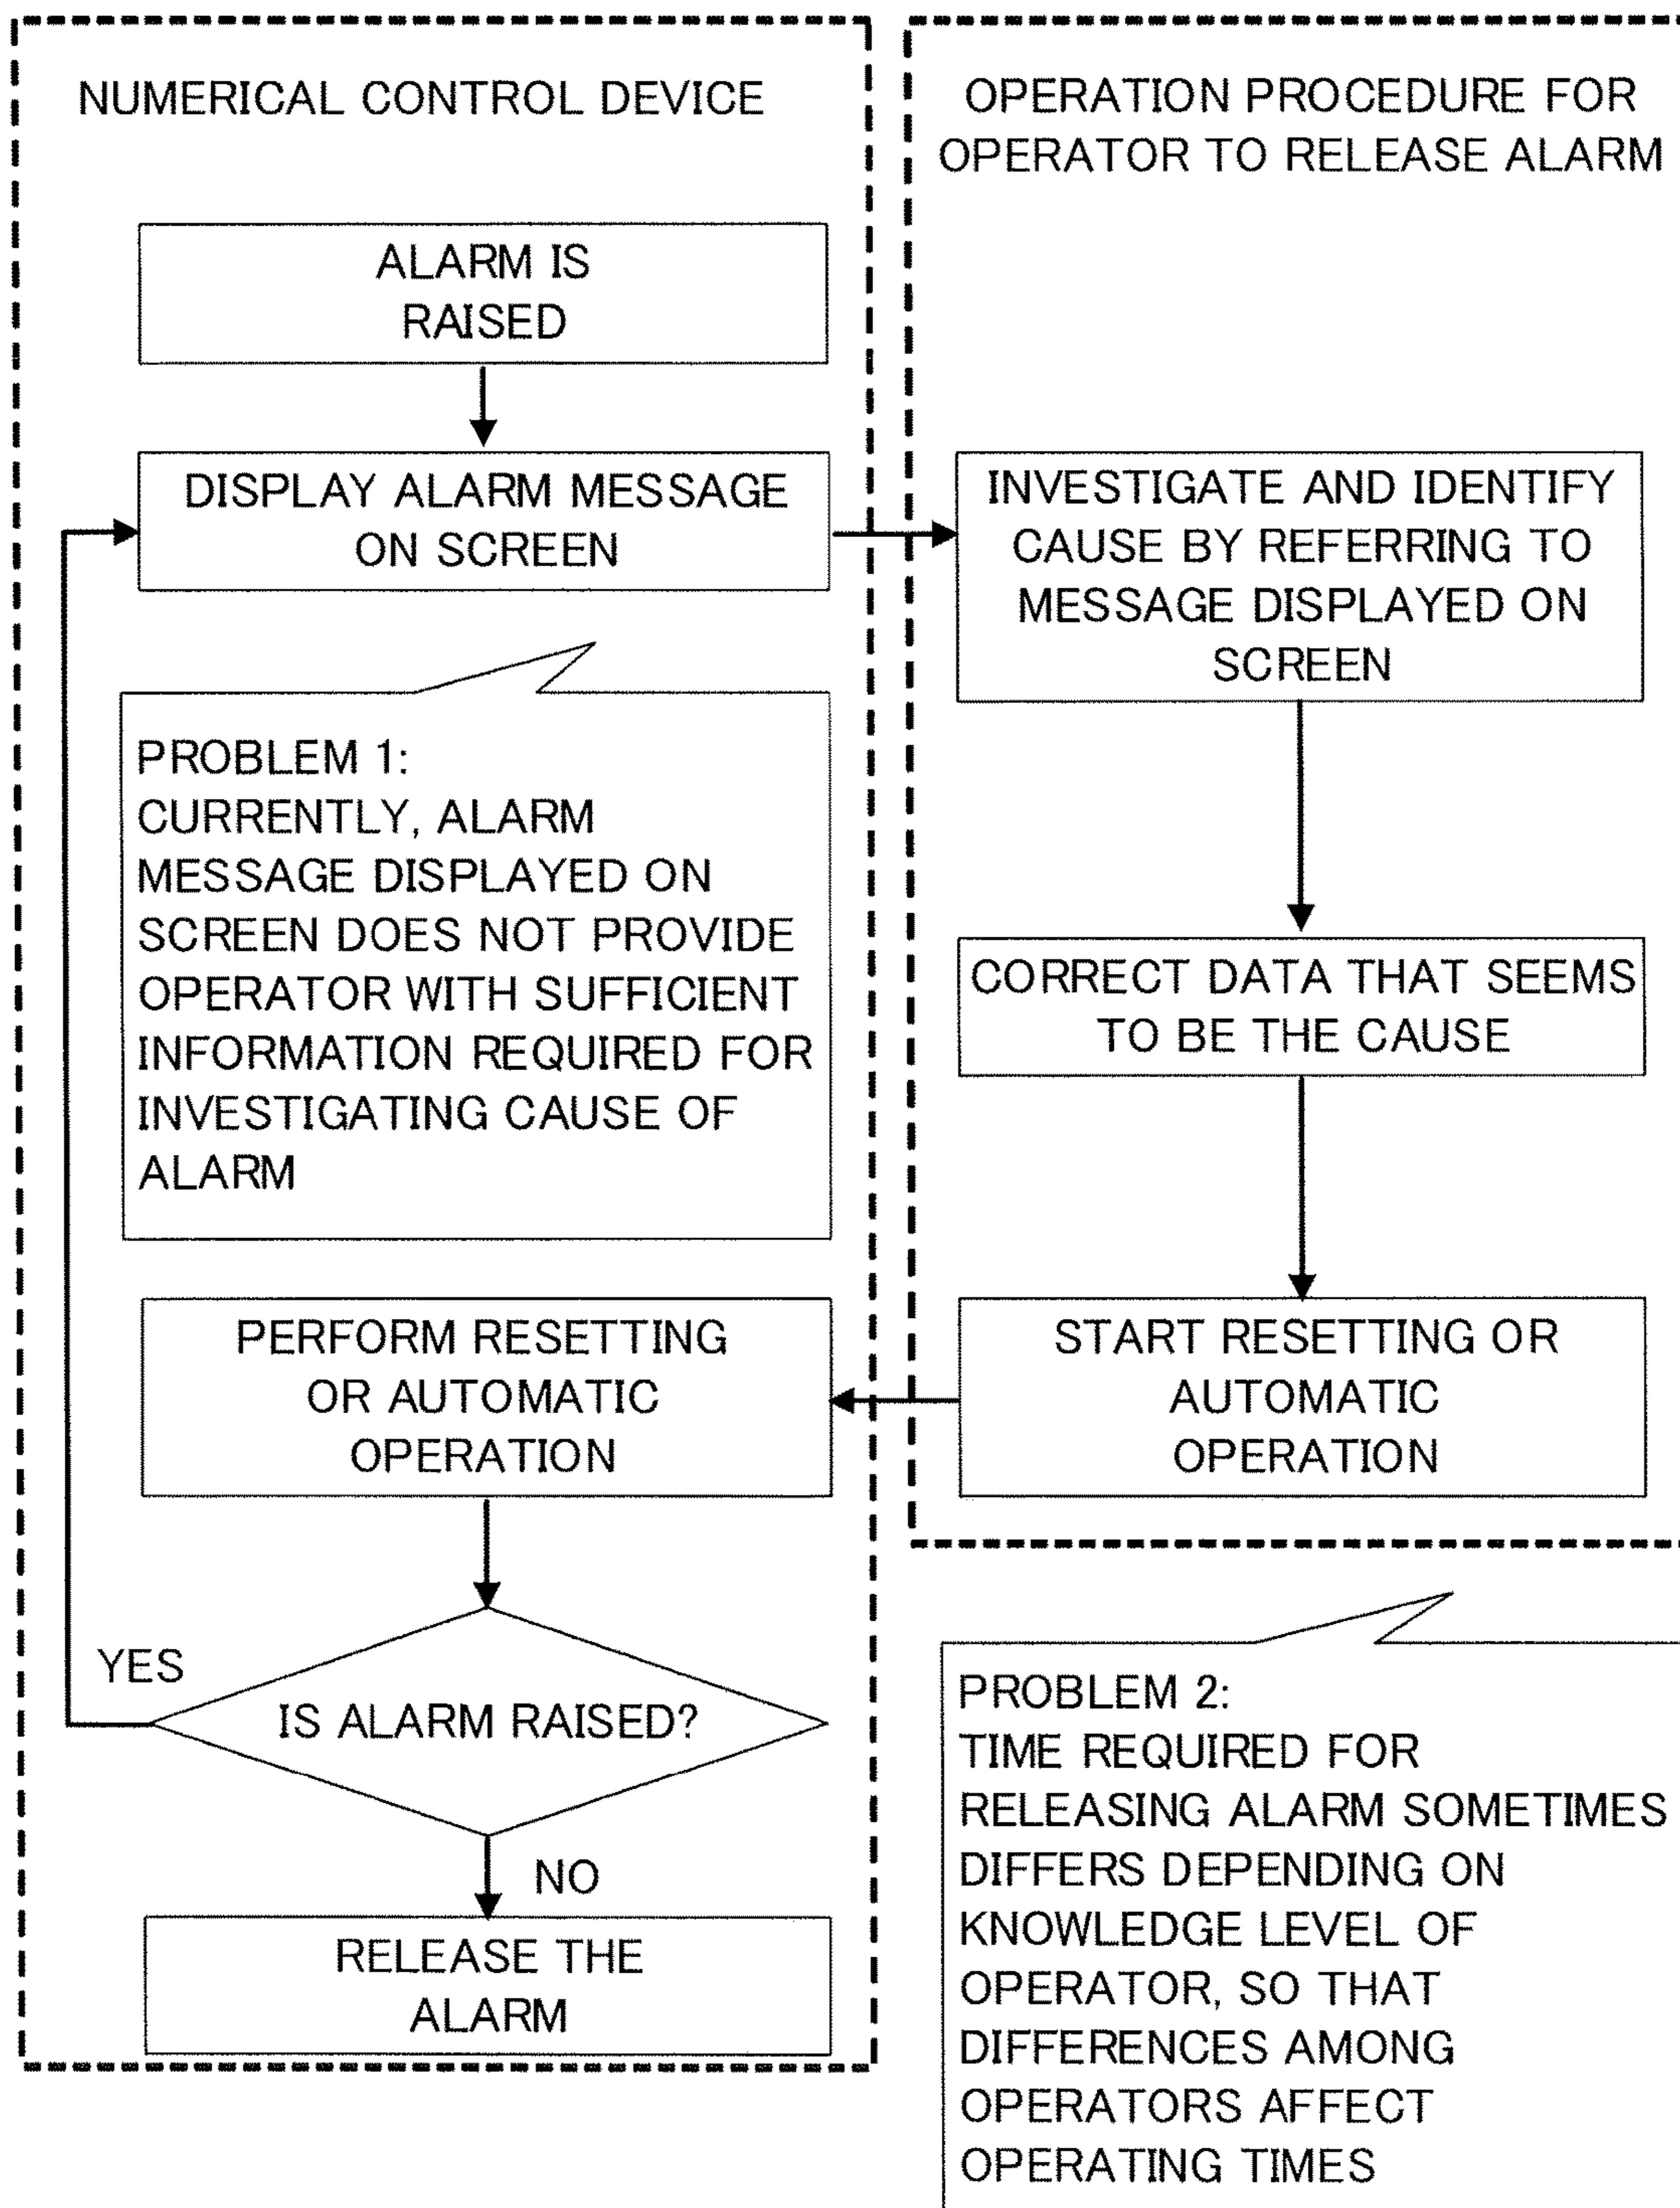 NUMERICAL CONTROL DEVICE
ALARM IS
RAISED
DISPLAY ALARM MESSAGE
ON SCREEN
PROBLEM 1:
CURRENTLY, ALARM
MESSAGE DISPLAYED ON
SCREEN DOES NOT PROVIDE
OPERATOR WITH SUFFICIENT
INFORMATION REQUIRED FOR
INVESTIGATING CAUSE OF
ALARM
PERFORM RESETTING
OR AUTOMATIC
OPERATION
YES
IS ALARM RAISED?
NO
RELEASE THE
ALARM
OPERATION PROCEDURE FOR
OPERATOR TO RELEASE ALARM
INVESTIGATE AND IDENTIFY
CAUSE BY REFERRING TO
MESSAGE DISPLAYED ON
SCREEN
CORRECT DATA THAT SEEMS
TO BE THE CAUSE
START RESETTING OR
AUTOMATIC
OPERATION
PROBLEM 2:
TIME REQUIRED FOR
RELEASING ALARM SOMETIMES
DIFFERS DEPENDING ON
KNOWLEDGE LEVEL OF
OPERATOR, SO THAT
DIFFERENCES AMONG
OPERATORS AFFECT
OPERATING TIMES